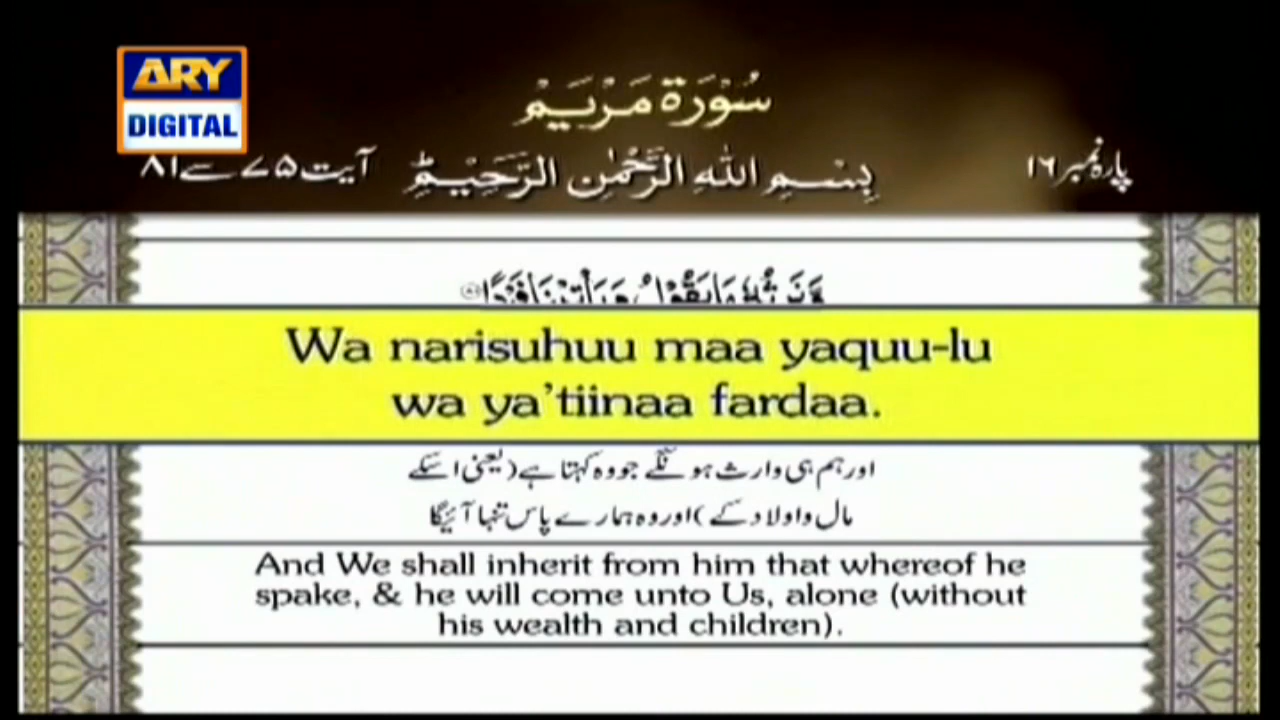 ARY
DIGITAL
سُوْرَة مَرْيَم
پارہ نمبر ۱۶
بِسْمِ اللهِ الرَّحْمٰنِ الرَّحِيْمِ
آیت ۷۵ سے ۸۱
وَّنَرِثُهٗ مَا يَقُوْلُ وَيَاْتِيْنَا فَرْدًا
Wa narisuhuu maa yaquu-lu
wa ya'tiinaa fardaa.
اور ہم ہی وارث ہونگے جو وہ کہتا ہے (یعنی اسکے
مال و اولاد کے) اور وہ ہمارے پاس تنہا آئیگا
And We shall inherit from him that whereof he
spake, & he will come unto Us, alone (without
his wealth and children).